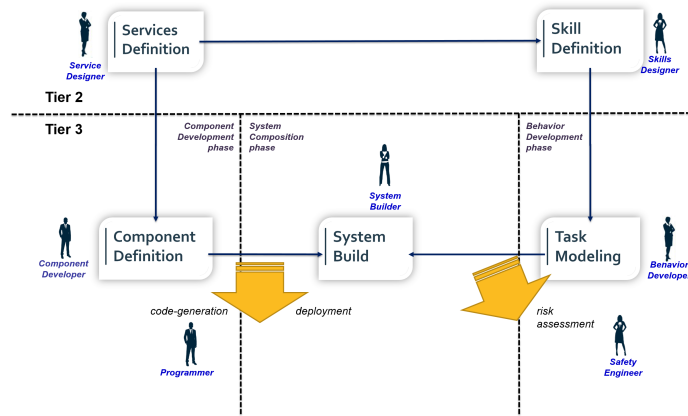 Services
Definition
Skill
Definition
Service
Designer
Skills
Designer
Tier 2
Tier 3
Component
Development
phase
System
Composition
phase
Behavior
Development
phase
System
Builder
Component
Definition
System
Build
Task
Modeling
Component
Developer
Behavior
Developer
code-generation
deployment
risk
assessment
Programmer
Safety
Engineer